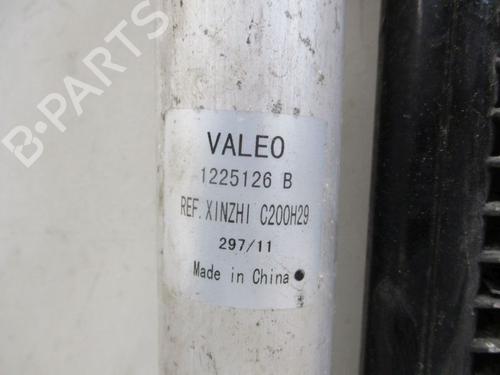 B-PARTS
VALEO
1225126 B
REF.XINZHI C200H29
297/11
Made in China